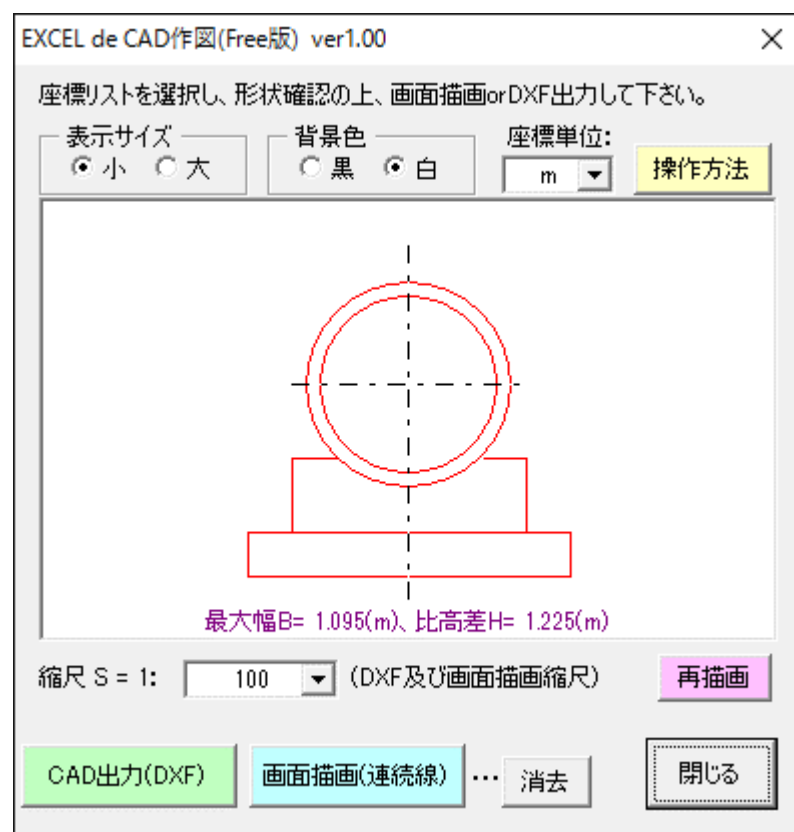 EXCEL de CAD作図(Free版) ver1.00
座標リストを選択し、形状確認の上、画面描画orDXF出力して下さい。
表示サイズ 背景色 座標単位:
小 大 黒 白 m 操作方法
最大幅B= 1.095(m)、比高差H= 1.225(m)
縮尺 S = 1: 100 (DXF及び画面描画縮尺) 再描画
CAD出力(DXF) 画面描画(連続線) ... 消去 閉じる